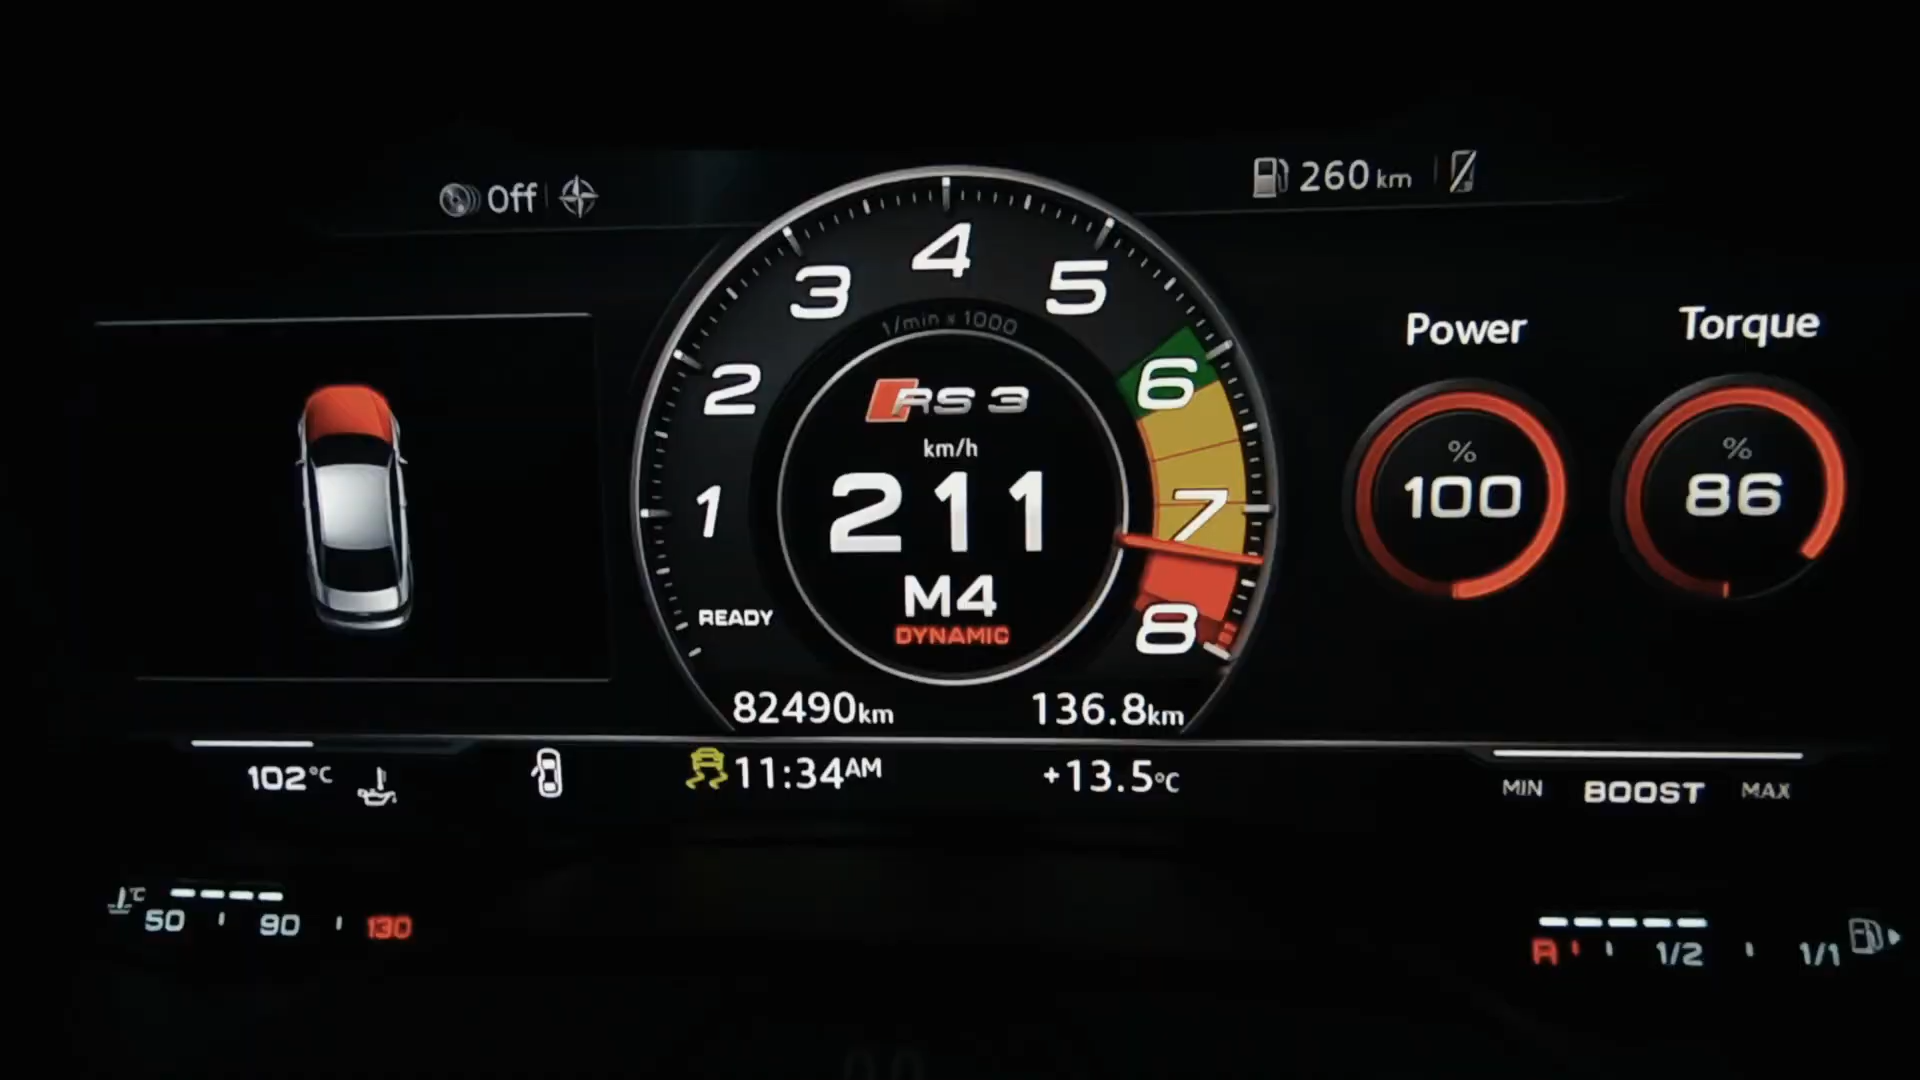 Off
260 km
4
3
5
1/min x 1000
2
6
RS 3
km/h
Power
Torque
%
100
%
86
1
211
7
M4
READY
DYNAMIC
8
82490km
136.8km
102°C
11:34AM
+13.5°C
MIN BOOST MAX
°C
50 90 130
R 1/2 1/1